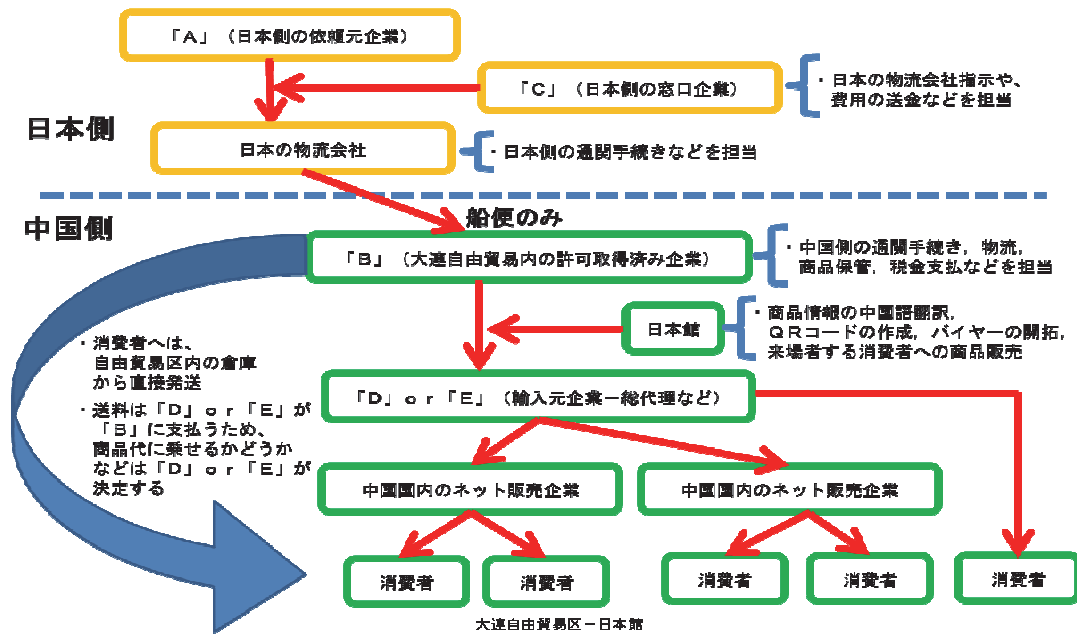 「Ａ」（日本側の依頼元企業）
「Ｃ」（日本側の窓口企業）
・日本の物流会社指示や、
費用の送金などを担当
日本側
日本の物流会社
・日本側の通関手続きなどを担当
船便のみ
中国側
「Ｂ」（大連自由貿易内の許可取得済み企業）
・中国側の通関手続き，物流，
商品保管，税金支払などを担当
日本館
・商品情報の中国語翻訳，
ＱＲコードの作成，バイヤーの開拓，
来場者する消費者への商品販売
・消費者へは、
自由貿易区内の倉庫
から直接発送
・送料は「Ｄ」ｏｒ「Ｅ」が
「Ｂ」に支払うため、
商品代に乗せるかどうか
などは「Ｄ」ｏｒ「Ｅ」が
決定する
「Ｄ」ｏｒ「Ｅ」（輸入元企業－総代理など）
中国国内のネット販売企業
中国国内のネット販売企業
消費者
消費者
消費者
消費者
消費者
大連自由貿易区－日本館